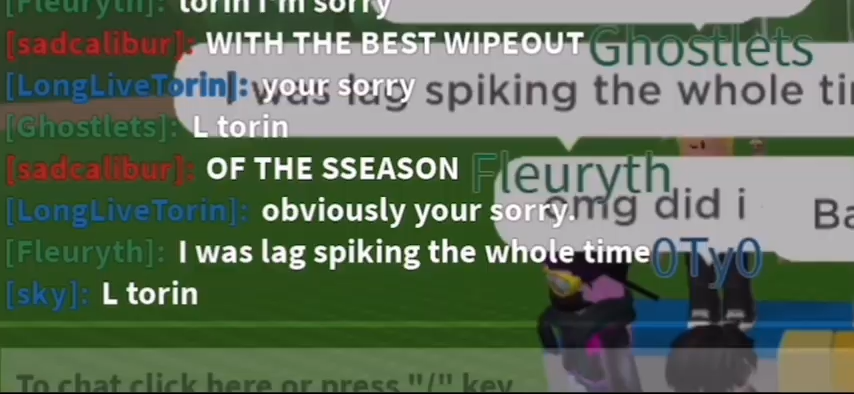 [Fleuryth]: torin I'm sorry
[sadcalibur]: WITH THE BEST WIPEOUT
Ghostlets
[LongLiveTorin]: your sorry
I was lag spiking the whole ti
[Ghostlets]: L torin
[sadcalibur]: OF THE SSEASON
Fleuryth
[LongLiveTorin]: obviously your sorry.
omg did i
Ba
[Fleuryth]: I was lag spiking the whole time
0Ty0
[sky]: L torin
To chat click here or press "/" key